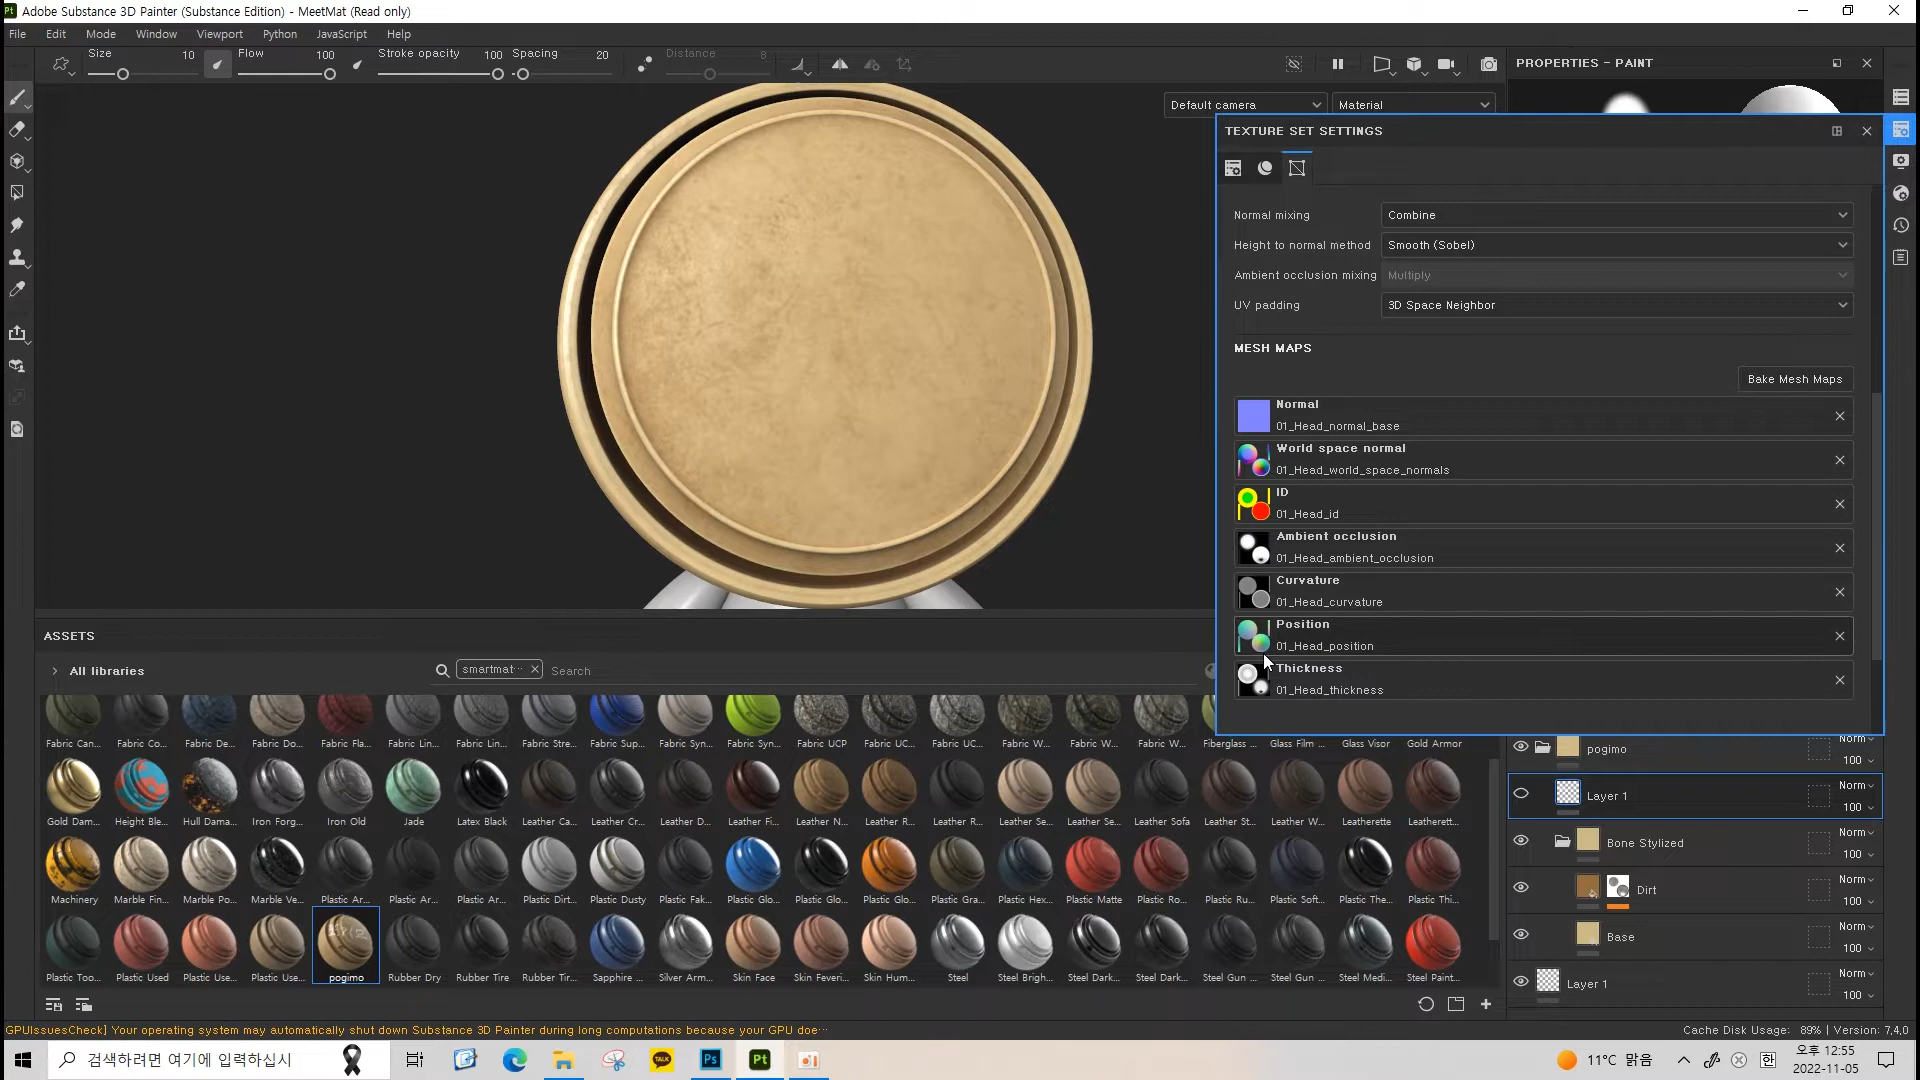 Adobe Substance 3D Painter (Substance Edition) - MeetMat (Read only)
File Edit Mode Window Viewport Python JavaScript Help
Size 10 Flow 100 Stroke opacity 100 Spacing 20 Distance 8
PROPERTIES - PAINT
Default camera Material
TEXTURE SET SETTINGS
Normal mixing Combine
Height to normal method Smooth (Sobel)
Ambient occlusion mixing Multiply
UV padding 3D Space Neighbor
MESH MAPS
Bake Mesh Maps
Normal
01_Head_normal_base
World space normal
01_Head_world_space_normals
ID
01_Head_id
Ambient occlusion
01_Head_ambient_occlusion
Curvature
01_Head_curvature
Position
01_Head_position
Thickness
01_Head_thickness
ASSETS
All libraries smartmat... Search
Fabric Can... Fabric Co... Fabric De... Fabric Do... Fabric Fla... Fabric Lin... Fabric Lin... Fabric Stre... Fabric Sup... Fabric Syn... Fabric Syn... Fabric UCP Fabric UC... Fabric UC... Fabric W... Fabric W... Fabric W... Fiberglass ... Glass Film ... Glass Visor Gold Armor
Gold Dam... Height Ble... Hull Dama... Iron Forg... Iron Old Jade Latex Black Leather Ca... Leather Cr... Leather D... Leather Fi... Leather N... Leather R... Leather R... Leather Se... Leather Se... Leather Sofa Leather St... Leather W... Leatherette Leatherett...
Machinery Marble Fin... Marble Po... Marble Ve... Plastic Ar... Plastic Ar... Plastic Ar... Plastic Dirt... Plastic Dusty Plastic Fak... Plastic Glo... Plastic Glo... Plastic Glo... Plastic Gra... Plastic Hex... Plastic Matte Plastic Ro... Plastic Ru... Plastic Soft... Plastic The... Plastic Thi...
Plastic Too... Plastic Used Plastic Use... Plastic Use... pogimo Rubber Dry Rubber Tire Rubber Tir... Sapphire ... Silver Arm... Skin Face Skin Feveri... Skin Hum... Steel Steel Brigh... Steel Dark... Steel Dark... Steel Gun ... Steel Gun ... Steel Medi... Steel Paint...
pogimo Norm 100
Layer 1 Norm 100
Bone Stylized Norm 100
Dirt Norm 100
Base Norm 100
Layer 1 Norm 100
GPUIssuesCheck] Your operating system may automatically shut down Substance 3D Painter during long computations because your GPU doe...
Cache Disk Usage: 89% | Version: 7.4.0
검색하려면 여기에 입력하십시
TALK Ps Pt
11°C 맑음
한
오후 12:55
2022-11-05